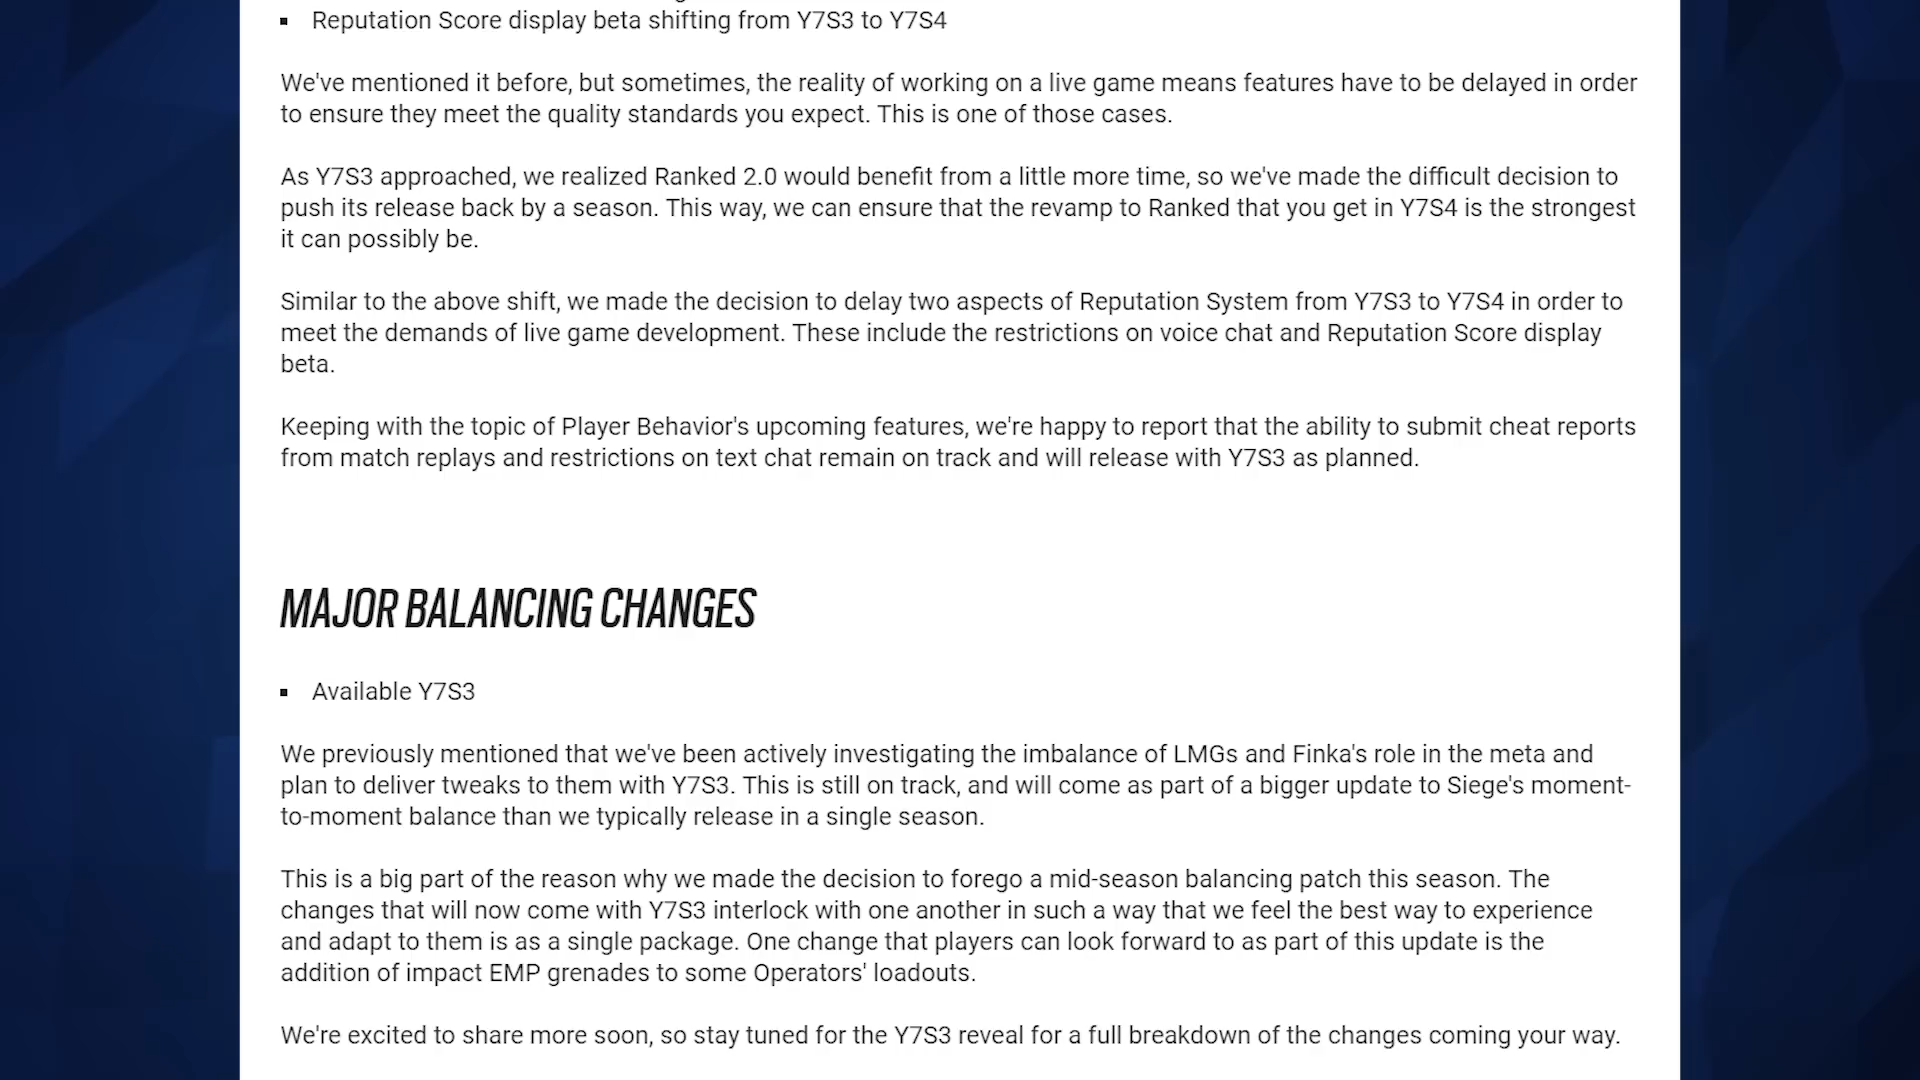 ▪ Reputation Score display beta shifting from Y7S3 to Y7S4
We've mentioned it before, but sometimes, the reality of working on a live game means features have to be delayed in order
to ensure they meet the quality standards you expect. This is one of those cases.
As Y7S3 approached, we realized Ranked 2.0 would benefit from a little more time, so we've made the difficult decision to
push its release back by a season. This way, we can ensure that the revamp to Ranked that you get in Y7S4 is the strongest
it can possibly be.
Similar to the above shift, we made the decision to delay two aspects of Reputation System from Y7S3 to Y7S4 in order to
meet the demands of live game development. These include the restrictions on voice chat and Reputation Score display
beta.
Keeping with the topic of Player Behavior's upcoming features, we're happy to report that the ability to submit cheat reports
from match replays and restrictions on text chat remain on track and will release with Y7S3 as planned.
MAJOR BALANCING CHANGES
▪ Available Y7S3
We previously mentioned that we've been actively investigating the imbalance of LMGs and Finka's role in the meta and
plan to deliver tweaks to them with Y7S3. This is still on track, and will come as part of a bigger update to Siege's moment-
to-moment balance than we typically release in a single season.
This is a big part of the reason why we made the decision to forego a mid-season balancing patch this season. The
changes that will now come with Y7S3 interlock with one another in such a way that we feel the best way to experience
and adapt to them is as a single package. One change that players can look forward to as part of this update is the
addition of impact EMP grenades to some Operators' loadouts.
We're excited to share more soon, so stay tuned for the Y7S3 reveal for a full breakdown of the changes coming your way.